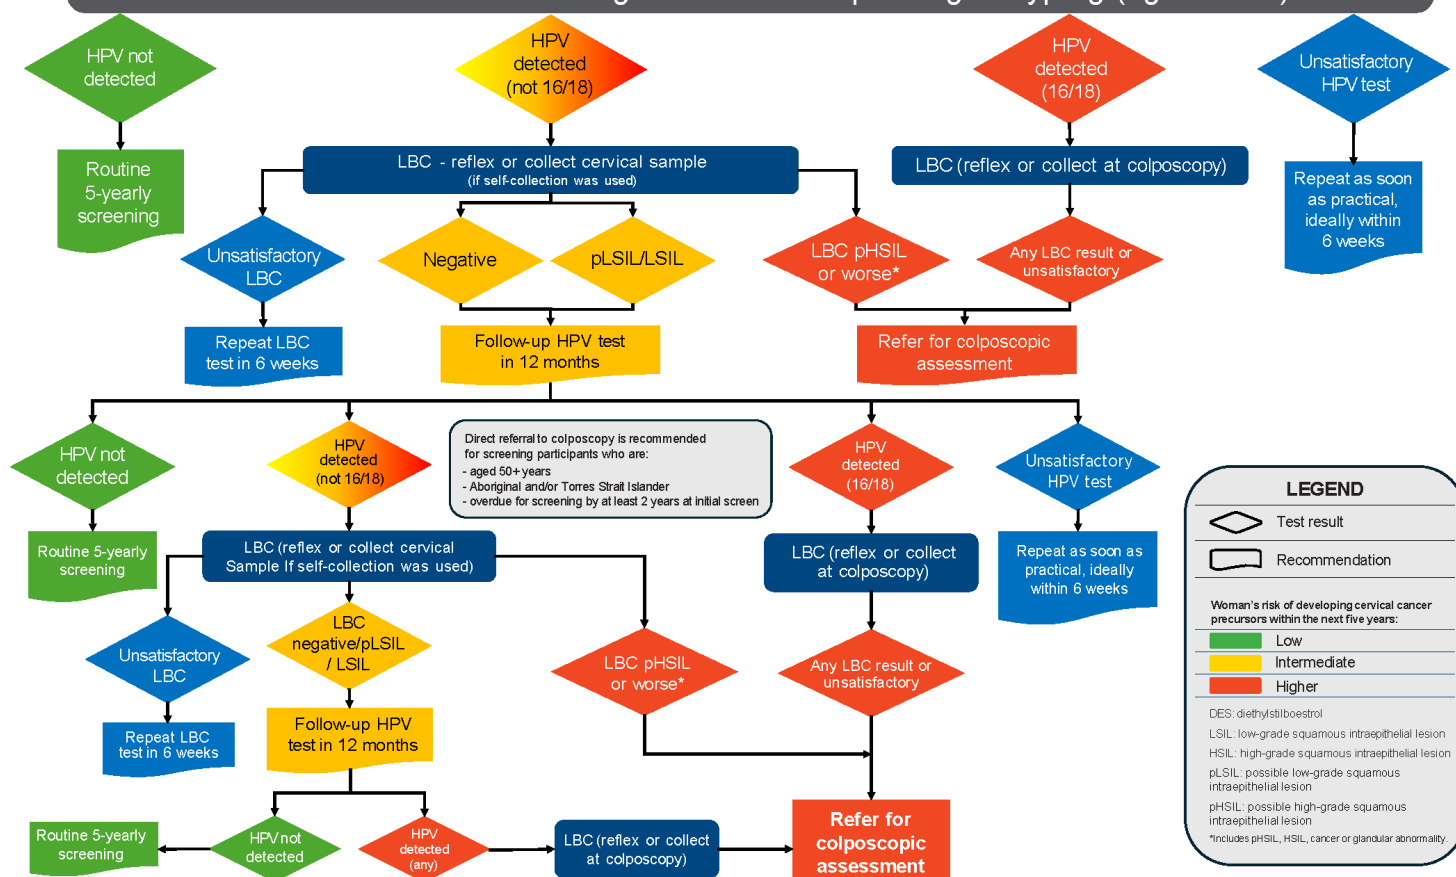 HPV not
detected
HPV
detected
(not 16/18)
HPV
detected
(16/18)
Unsatisfactory
HPV test
Routine
5-yearly
screening
LBC - reflex or collect cervical sample
(if self-collection was used)
LBC (reflex or collect at colposcopy)
Repeat as soon
as practical,
ideally within
6 weeks
Unsatisfactory
LBC
Negative
pLSIL/LSIL
LBC pHSIL
or worse*
Any LBC result or
unsatisfactory
Repeat LBC
test in 6 weeks
Follow-up HPV test
in 12 months
Refer for colposcopic
assessment
HPV not
detected
HPV
detected
(not 16/18)
Direct referral to colposcopy is recommended
for screening participants who are:
- aged 50+ years
- Aboriginal and/or Torres Strait Islander
- overdue for screening by at least 2 years at initial screen
HPV
detected
(16/18)
Unsatisfactory
HPV test
Routine 5-yearly
screening
LBC (reflex or collect cervical
Sample If self-collection was used)
LBC (reflex or collect
at colposcopy)
Repeat as soon as
practical, ideally
within 6 weeks
Unsatisfactory
LBC
LBC
negative/pLSIL
/ LSIL
LBC pHSIL
or worse*
Any LBC result or
unsatisfactory
Repeat LBC
test in 6 weeks
Follow-up HPV
test in 12 months
Routine 5-yearly
screening
HPV not
detected
HPV
detected
(any)
LBC (reflex or collect
at colposcopy)
Refer for
colposcopic
assessment
LEGEND
Test result
Recommendation
Woman's risk of developing cervical cancer
precursors within the next five years:
Low
Intermediate
Higher
DES: diethylstilboestrol
LSIL: low-grade squamous intraepithelial lesion
HSIL: high-grade squamous intraepithelial lesion
pLSIL: possible low-grade squamous
intraepithelial lesion
pHSIL: possible high-grade squamous
intraepithelial lesion
*Includes pHSIL, HSIL, cancer or glandular abnormality.